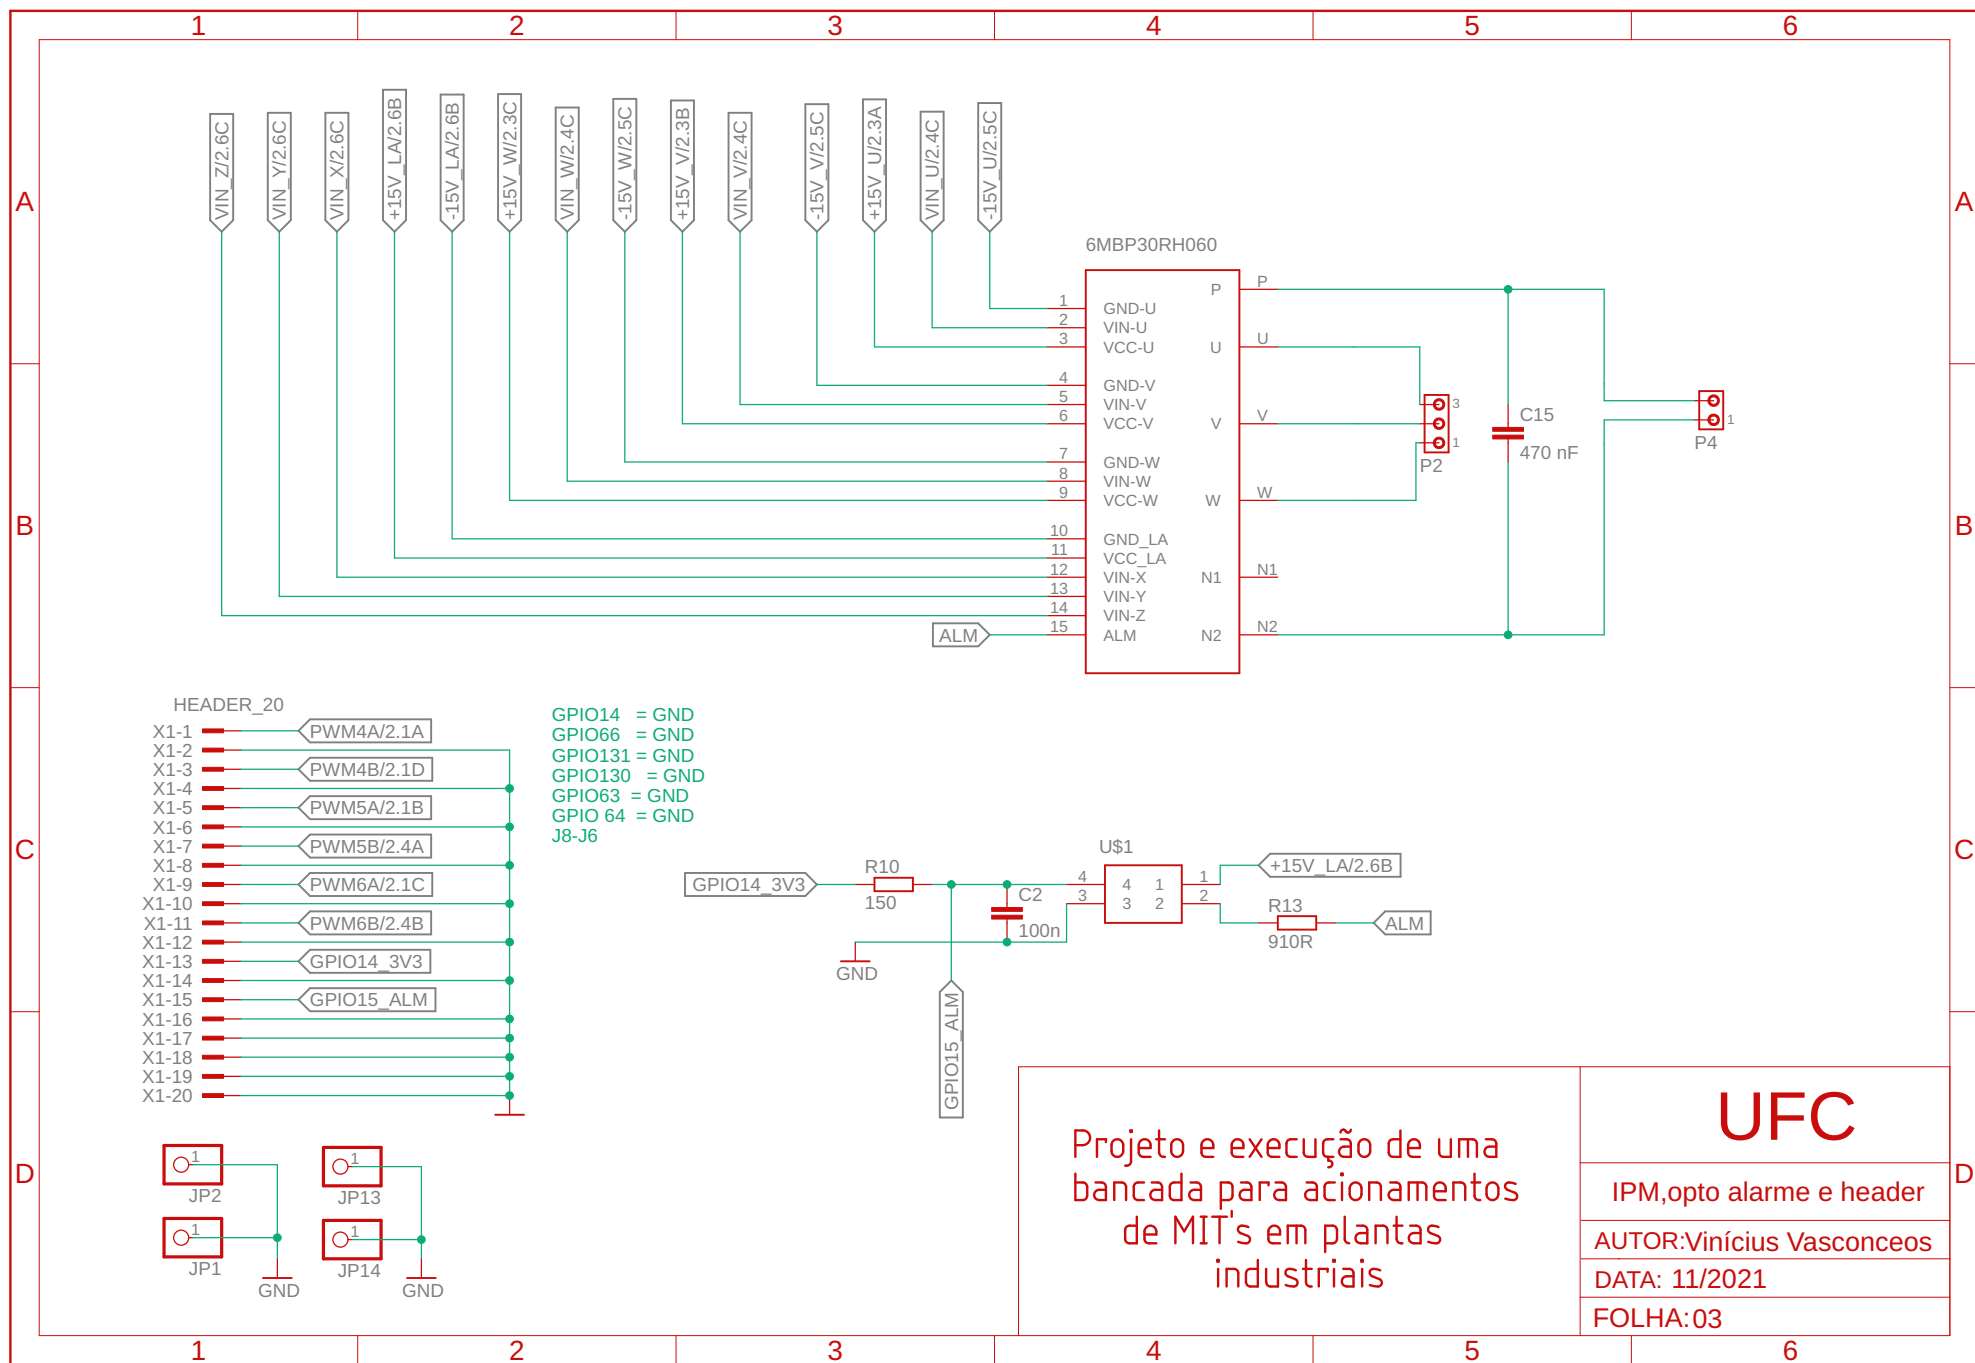 1 2 3 4 5 6
A A
B B
C C
D D
VIN_Z/2.6C
VIN_Y/2.6C
VIN_X/2.6C
+15V_LA/2.6B
-15V_LA/2.6B
+15V_W/2.3C
VIN_W/2.4C
-15V_W/2.5C
+15V_V/2.3B
VIN_V/2.4C
-15V_V/2.5C
+15V_U/2.3A
VIN_U/2.4C
-15V_U/2.5C
6MBP30RH060
1 GND-U
2 VIN-U
3 VCC-U
4 GND-V
5 VIN-V
6 VCC-V
7 GND-W
8 VIN-W
9 VCC-W
10 GND_LA
11 VCC_LA
12 VIN-X
13 VIN-Y
14 VIN-Z
15 ALM
ALM
P P
U U
V V
W W
N1 N1
N2 N2
3
1
P2
C15
470 nF
1
P4
HEADER_20
X1-1 PWM4A/2.1A
X1-2
X1-3 PWM4B/2.1D
X1-4
X1-5 PWM5A/2.1B
X1-6
X1-7 PWM5B/2.4A
X1-8
X1-9 PWM6A/2.1C
X1-10
X1-11 PWM6B/2.4B
X1-12
X1-13 GPIO14_3V3
X1-14
X1-15 GPIO15_ALM
X1-16
X1-17
X1-18
X1-19
X1-20
GPIO14 = GND
GPIO66 = GND
GPIO131 = GND
GPIO130 = GND
GPIO63 = GND
GPIO 64 = GND
J8-J6
GPIO14_3V3
R10
150
C2
100n
GND
GPIO15_ALM
U$1
4 4 1 1
3 3 2 2
+15V_LA/2.6B
R13
910R
ALM
1
JP2
1
JP1
GND
1
JP13
1
JP14
GND
Projeto e execução de uma
bancada para acionamentos
de MIT's em plantas
industriais
UFC
IPM,opto alarme e header
AUTOR:Vinícius Vasconceos
DATA: 11/2021
FOLHA:03
1 2 3 4 5 6